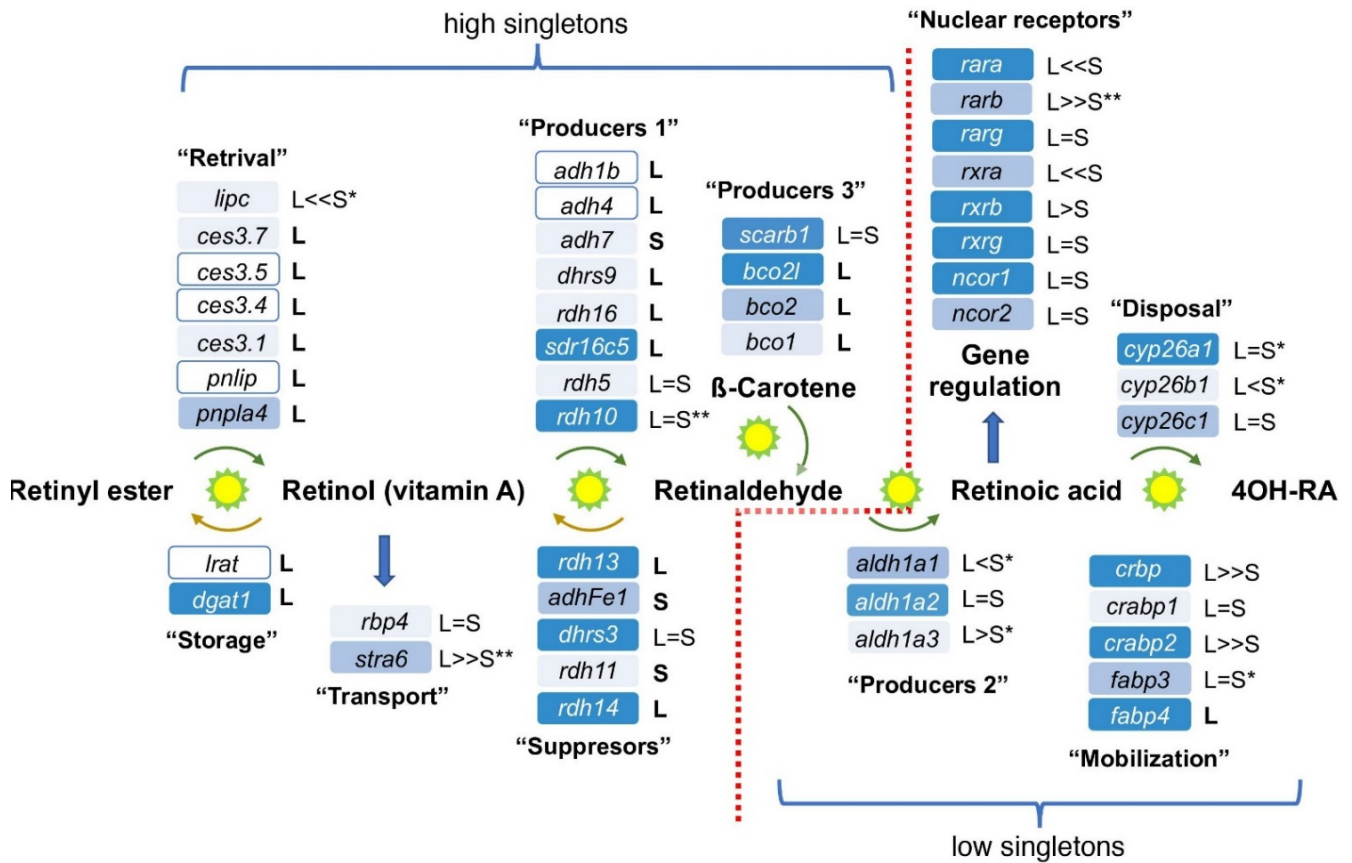 high singletons
“Nuclear receptors”
rara L<<S
rarb L>>S**
rarg L=S
rxra L<<S
rxrb L>S
rxrg L=S
ncor1 L=S
ncor2 L=S
Gene
regulation
“Retrival”
lipc L<<S*
ces3.7 L
ces3.5 L
ces3.4 L
ces3.1 L
pnlip L
pnpla4 L
“Producers 1”
adh1b L
adh4 L
adh7 S
dhrs9 L
rdh16 L
sdr16c5 L
rdh5 L=S
rdh10 L=S**
“Producers 3”
scarb1 L=S
bco2l L
bco2 L
bco1 L
ß-Carotene
“Disposal”
cyp26a1 L=S*
cyp26b1 L<S*
cyp26c1 L=S
Retinyl ester Retinol (vitamin A) Retinaldehyde Retinoic acid 4OH-RA
lrat L
dgat1 L
“Storage”
rbp4 L=S
stra6 L>>S**
“Transport”
rdh13 L
adhFe1 S
dhrs3 L=S
rdh11 S
rdh14 L
“Suppresors”
aldh1a1 L<S*
aldh1a2 L=S
aldh1a3 L>S*
“Producers 2”
crbp L>>S
crabp1 L=S
crabp2 L>>S
fabp3 L=S*
fabp4 L
“Mobilization”
low singletons